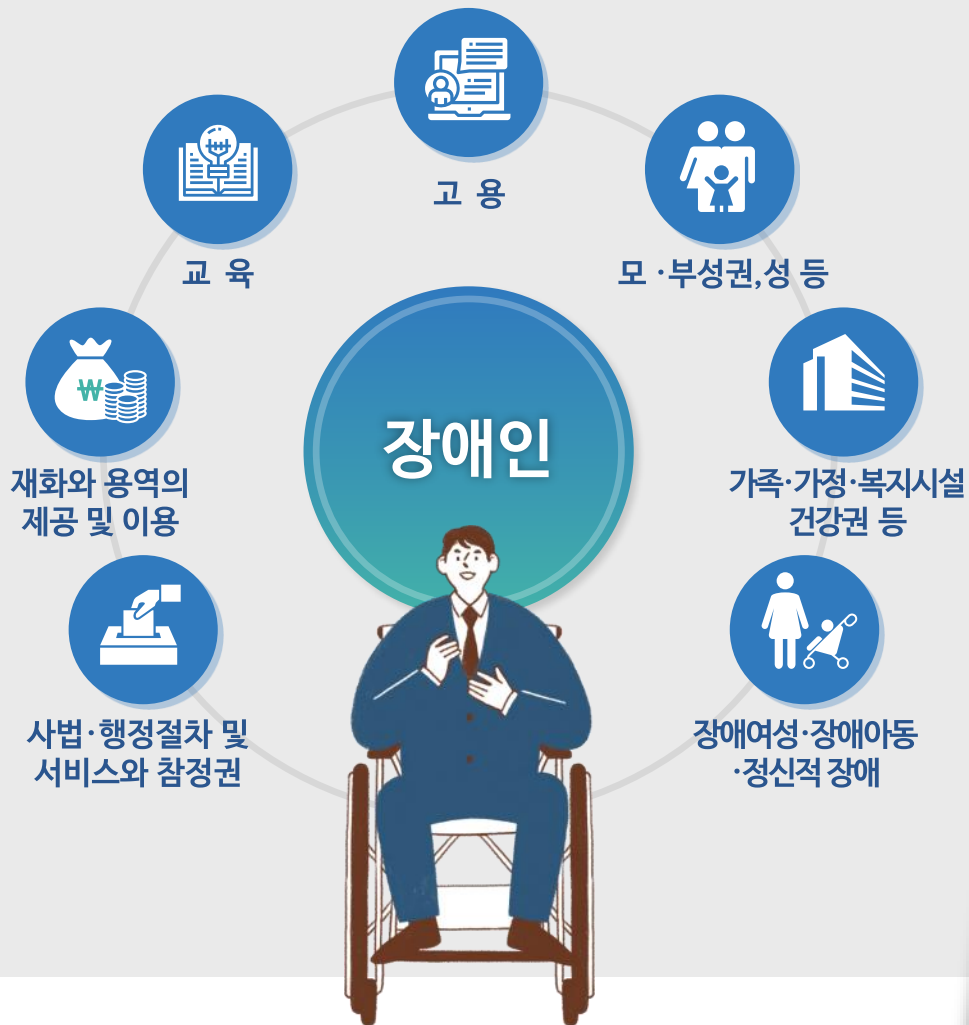 고 용
교 육
모 ·부성권,성 등
재화와 용역의
제공 및 이용
장애인
가족·가정·복지시설
건강권 등
사법·행정절차 및
서비스와 참정권
장애여성·장애아동
·정신적 장애
₩